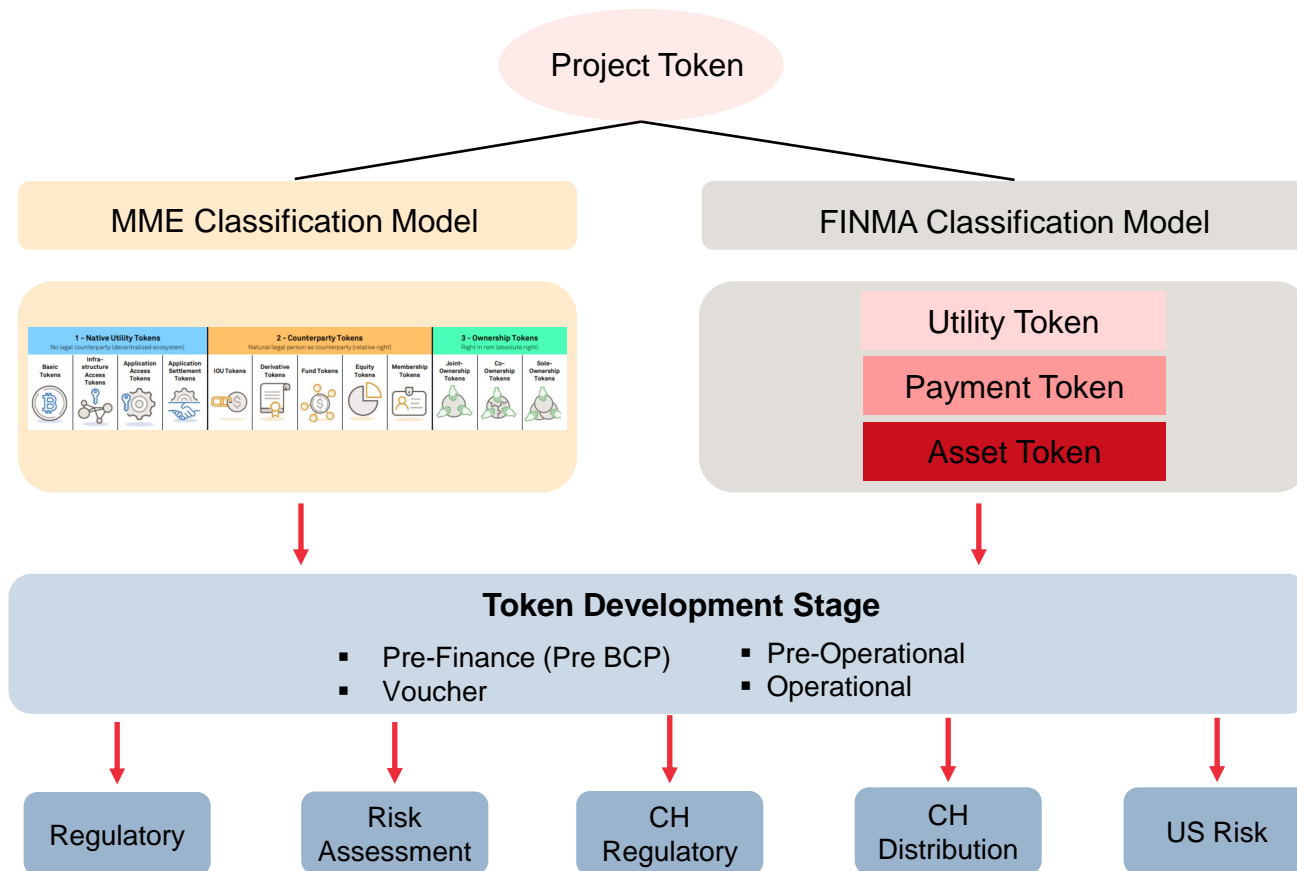 Project Token
MME Classification Model
FINMA Classification Model
1 - Native Utility Tokens
No legal counterparty (decentralized ecosystem)
2 - Counterparty Tokens
Natural/legal person as counterparty (relative right)
3 - Ownership Tokens
Right in rem (absolute right)
Basic
Tokens
Infra-
structure
Access
Tokens
Application
Access
Tokens
Application
Settlement
Tokens
IOU Tokens
Derivative
Tokens
Fund Tokens
Equity
Tokens
Membership
Tokens
Joint-
Ownership
Tokens
Co-
Ownership
Tokens
Sole-
Ownership
Tokens
Utility Token
Payment Token
Asset Token
Token Development Stage
▪ Pre-Finance (Pre BCP)
▪ Voucher
▪ Pre-Operational
▪ Operational
Regulatory
Risk
Assessment
CH
Regulatory
CH
Distribution
US Risk